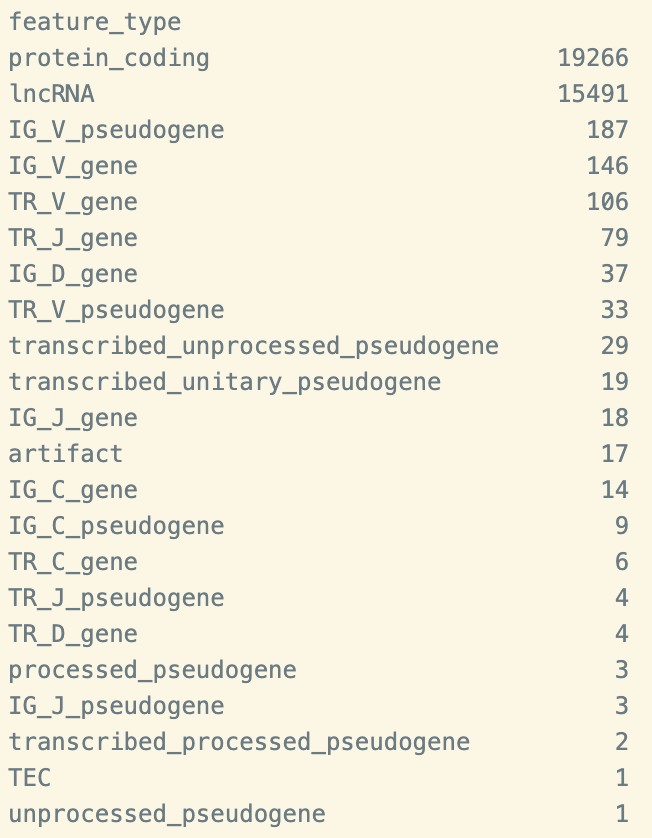 feature_type
protein_coding 19266
lncRNA 15491
IG_V_pseudogene 187
IG_V_gene 146
TR_V_gene 106
TR_J_gene 79
IG_D_gene 37
TR_V_pseudogene 33
transcribed_unprocessed_pseudogene 29
transcribed_unitary_pseudogene 19
IG_J_gene 18
artifact 17
IG_C_gene 14
IG_C_pseudogene 9
TR_C_gene 6
TR_J_pseudogene 4
TR_D_gene 4
processed_pseudogene 3
IG_J_pseudogene 3
transcribed_processed_pseudogene 2
TEC 1
unprocessed_pseudogene 1